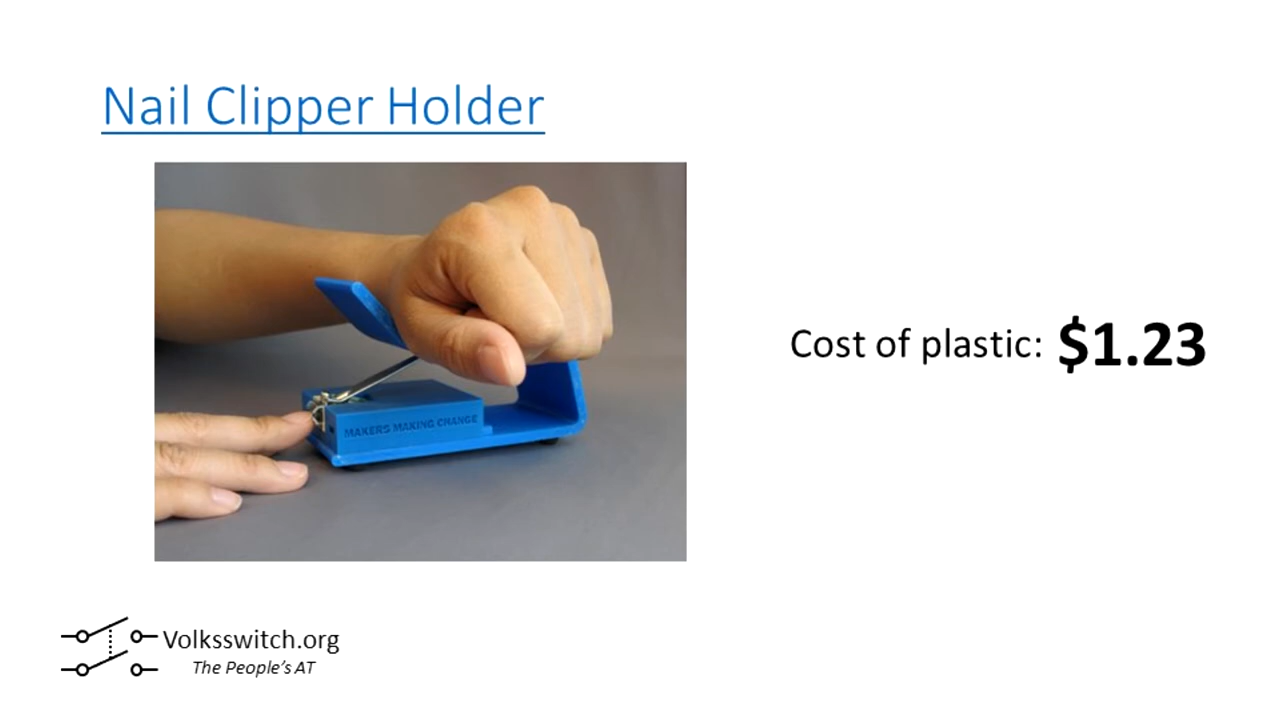 Nail Clipper Holder
MAKERS MAKING CHANGE
Cost of plastic: $1.23
Volksswitch.org
The People's AT